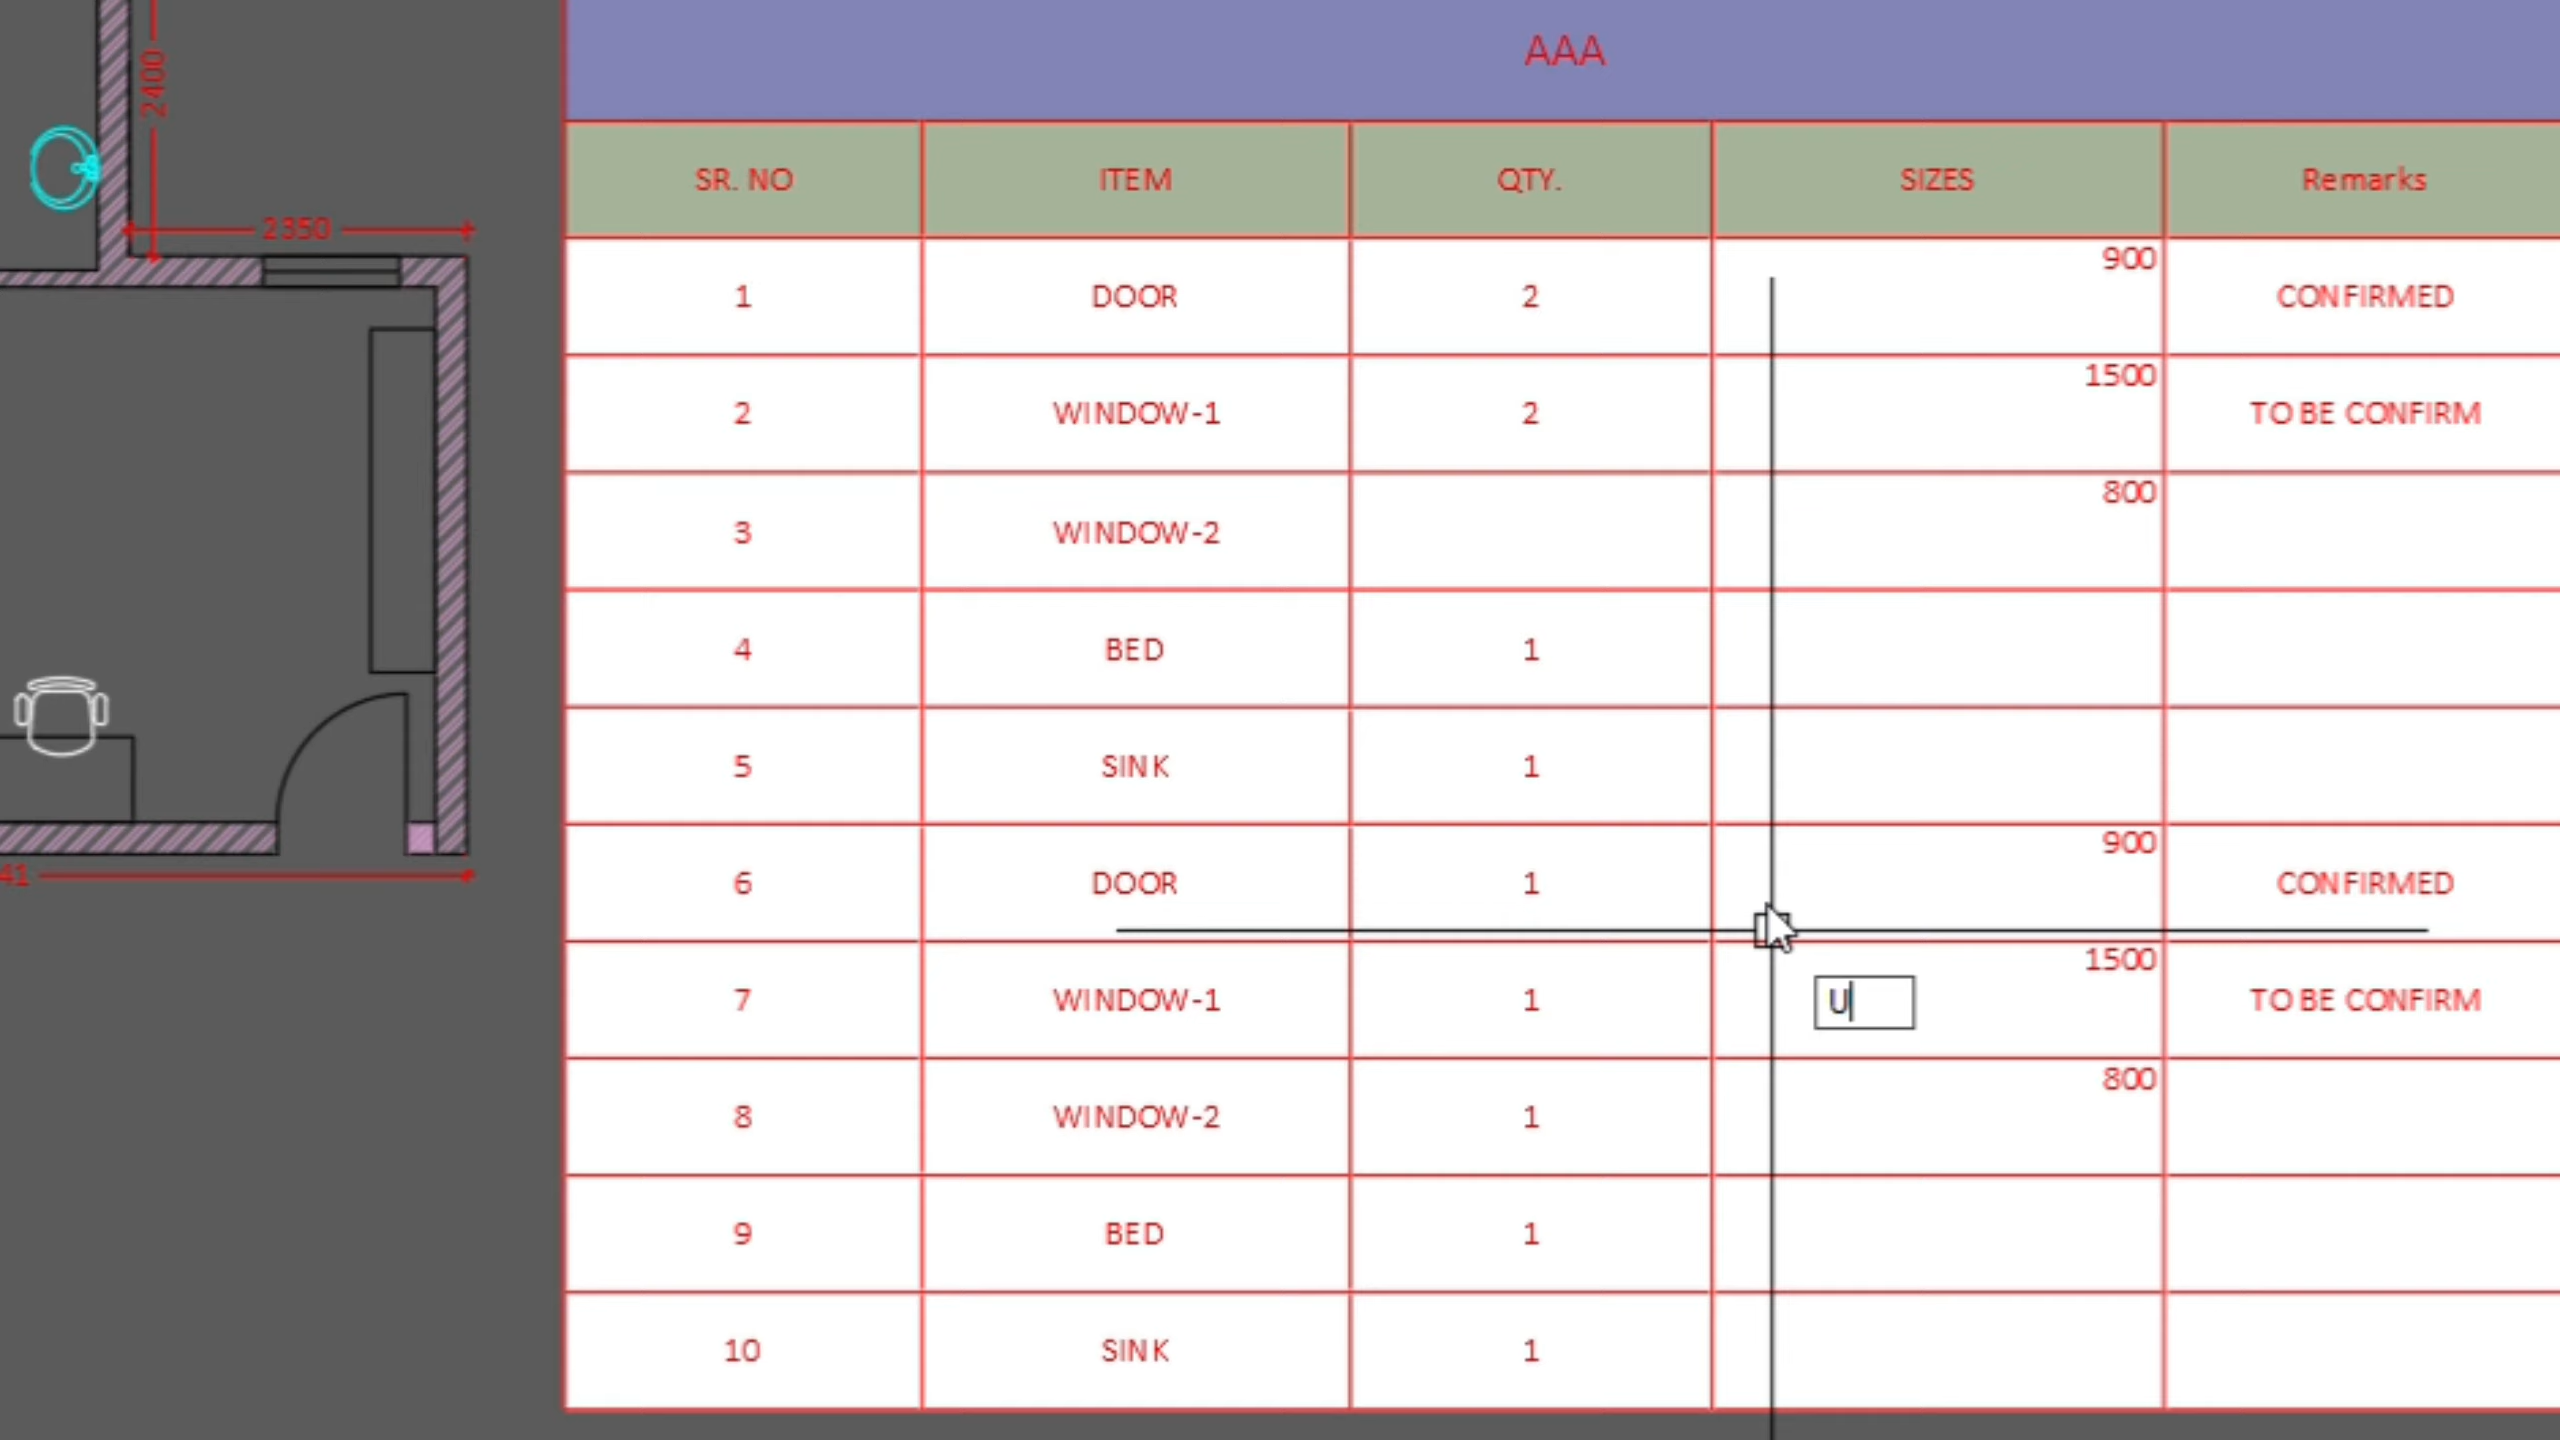 2400
2350
41
AAA
SR. NO ITEM QTY. SIZES Remarks
1 DOOR 2 900 CONFIRMED
2 WINDOW-1 2 1500 TO BE CONFIRM
3 WINDOW-2 800
4 BED 1
5 SINK 1
6 DOOR 1 900 CONFIRMED
7 WINDOW-1 1 1500 TO BE CONFIRM
U
8 WINDOW-2 1 800
9 BED 1
10 SINK 1